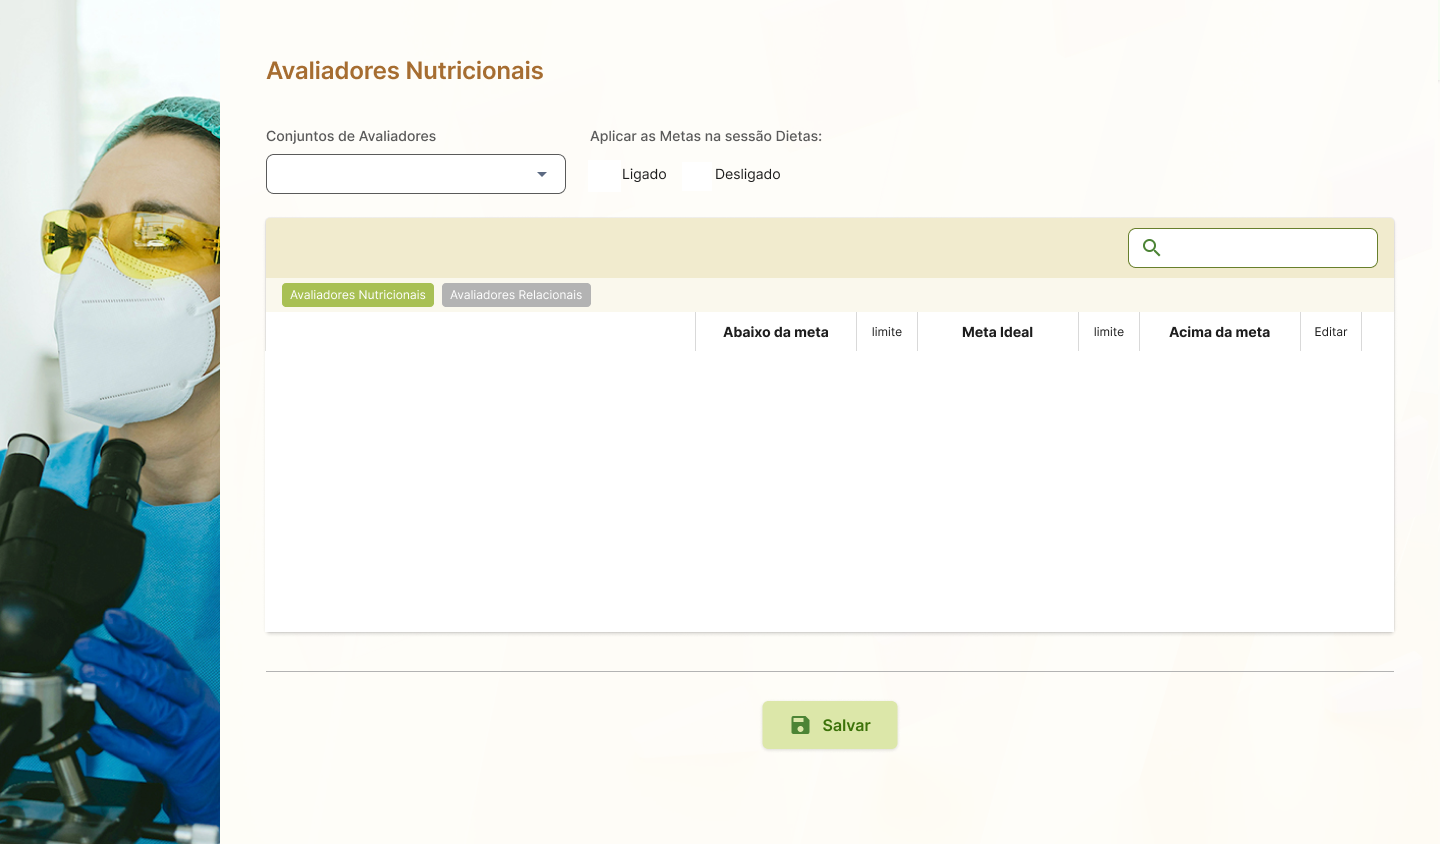 Avaliadores Nutricionais
Conjuntos de Avaliadores
Aplicar as Metas na sessão Dietas:
Ligado
Desligado
Avaliadores Nutricionais
Avaliadores Relacionais
Abaixo da meta
limite
Meta Ideal
limite
Acima da meta
Editar
Salvar